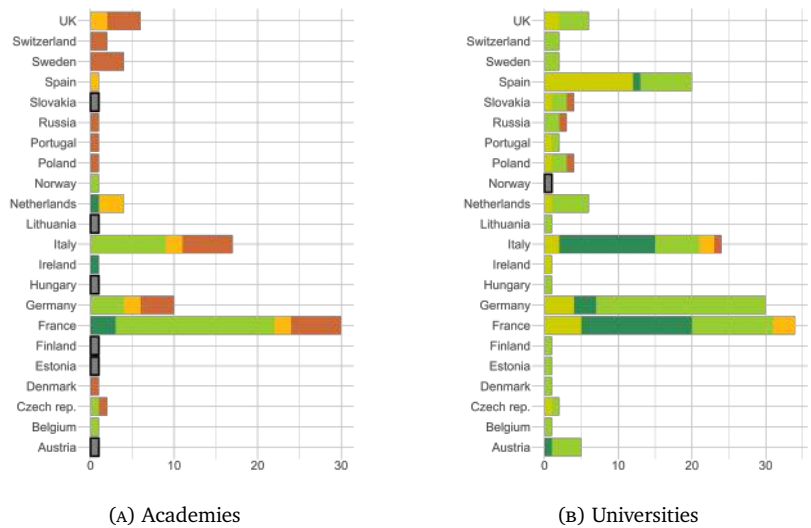 UK
Switzerland
Sweden
Spain
Slovakia
Russia
Portugal
Poland
Norway
Netherlands
Lithuania
Italy
Ireland
Hungary
Germany
France
Finland
Estonia
Denmark
Czech rep.
Belgium
Austria
0 10 20 30
(A) Academies
UK
Switzerland
Sweden
Spain
Slovakia
Russia
Portugal
Poland
Norway
Netherlands
Lithuania
Italy
Ireland
Hungary
Germany
France
Finland
Estonia
Denmark
Czech rep.
Belgium
Austria
0 10 20 30
(B) Universities